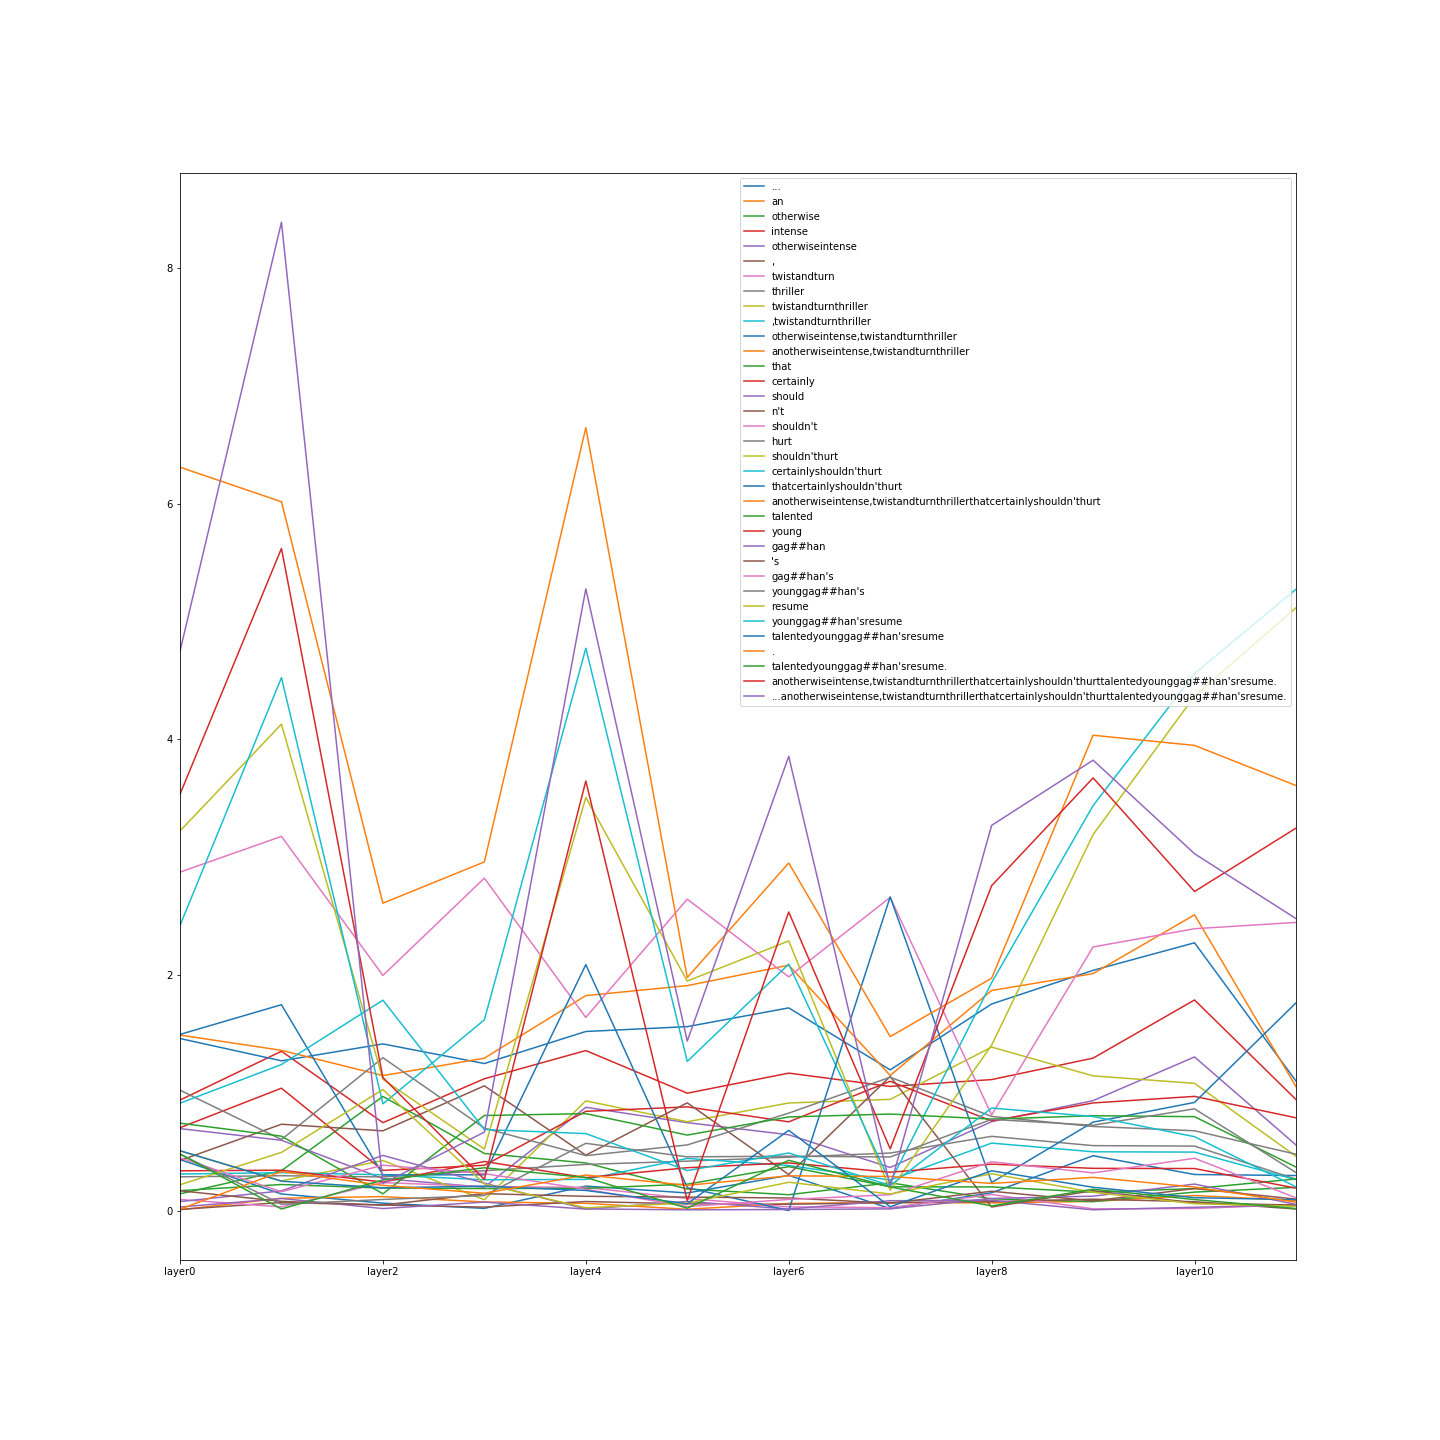 ...
an
otherwise
intense
otherwiseintense
,
twistandturn
thriller
twistandturnthriller
,twistandturnthriller
otherwiseintense,twistandturnthriller
anotherwiseintense,twistandturnthriller
that
certainly
should
n't
shouldn't
hurt
shouldn'thurt
certainlyshouldn'thurt
thatcertainlyshouldn'thurt
anotherwiseintense,twistandturnthrillerthatcertainlyshouldn'thurt
talented
young
gag##han
's
gag##han's
younggag##han's
resume
younggag##han'sresume
talentedyounggag##han'sresume
.
talentedyounggag##han'sresume.
anotherwiseintense,twistandturnthrillerthatcertainlyshouldn'thurttalentedyounggag##han'sresume.
...anotherwiseintense,twistandturnthrillerthatcertainlyshouldn'thurttalentedyounggag##han'sresume.
8
6
4
2
0
layer0 layer2 layer4 layer6 layer8 layer10